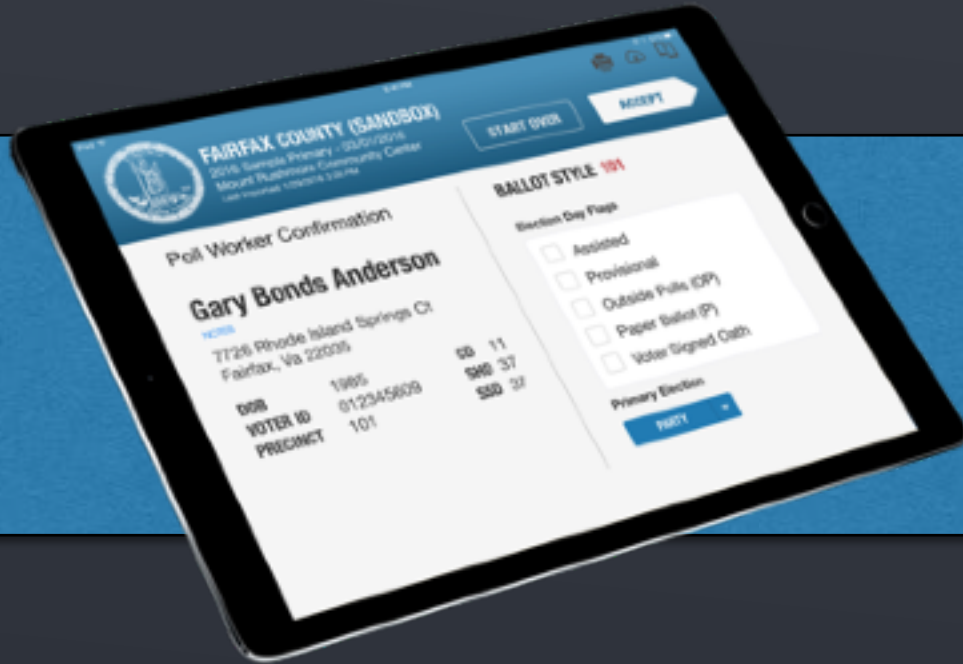 FAIRFAX COUNTY (SANDBOX)
2016 Sample Primary - 03/01/2016
Mount Rushmore Community Center
START OVER
ACCEPT
Poll Worker Confirmation
Gary Bonds Anderson
NOTES
7726 Rhode Island Springs Ct
Fairfax, Va 22035
DOB 1985
VOTER ID 012345609
PRECINCT 101
CD 11
SHD 37
SSD 37
BALLOT STYLE 101
Election Day Flags
Assisted
Provisional
Outside Polls (OP)
Paper Ballot (P)
Voter Signed Oath
Primary Election
PARTY